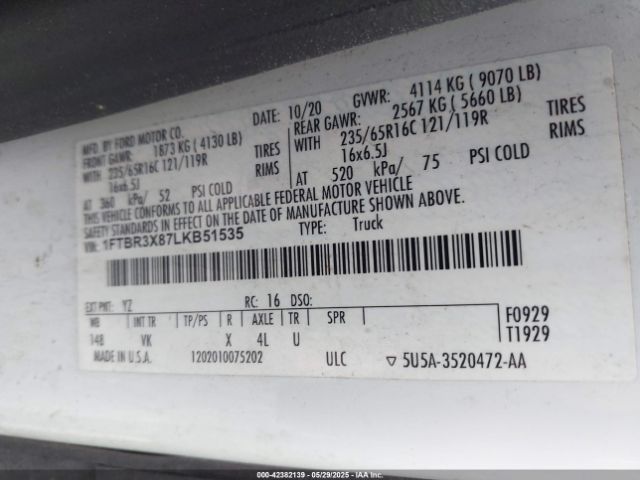 MFD. BY FORD MOTOR CO.
DATE: 10/20
GVWR: 4114 KG ( 9070 LB)
FRONT GAWR: 1873 KG ( 4130 LB)
REAR GAWR: 2567 KG ( 5660 LB)
WITH 235/65R16C 121/119R TIRES
WITH 235/65R16C 121/119R TIRES
16x6.5J RIMS
16x6.5J RIMS
AT 360 kPa/ 52 PSI COLD
AT 520 kPa/ 75 PSI COLD
THIS VEHICLE CONFORMS TO ALL APPLICABLE FEDERAL MOTOR VEHICLE
SAFETY STANDARDS IN EFFECT ON THE DATE OF MANUFACTURE SHOWN ABOVE.
VIN: 1FTBR3X87LKB51535
TYPE: Truck
EXT PNT: YZ RC: 16 DSO:
WB INT TR TP/PS R AXLE TR SPR
148 VK X 4L U
F0929
T1929
MADE IN U.S.A. 1202010075202 ULC ▽ 5U5A-3520472-AA
000-42382139 - 05/29/2025 - IAA Inc.